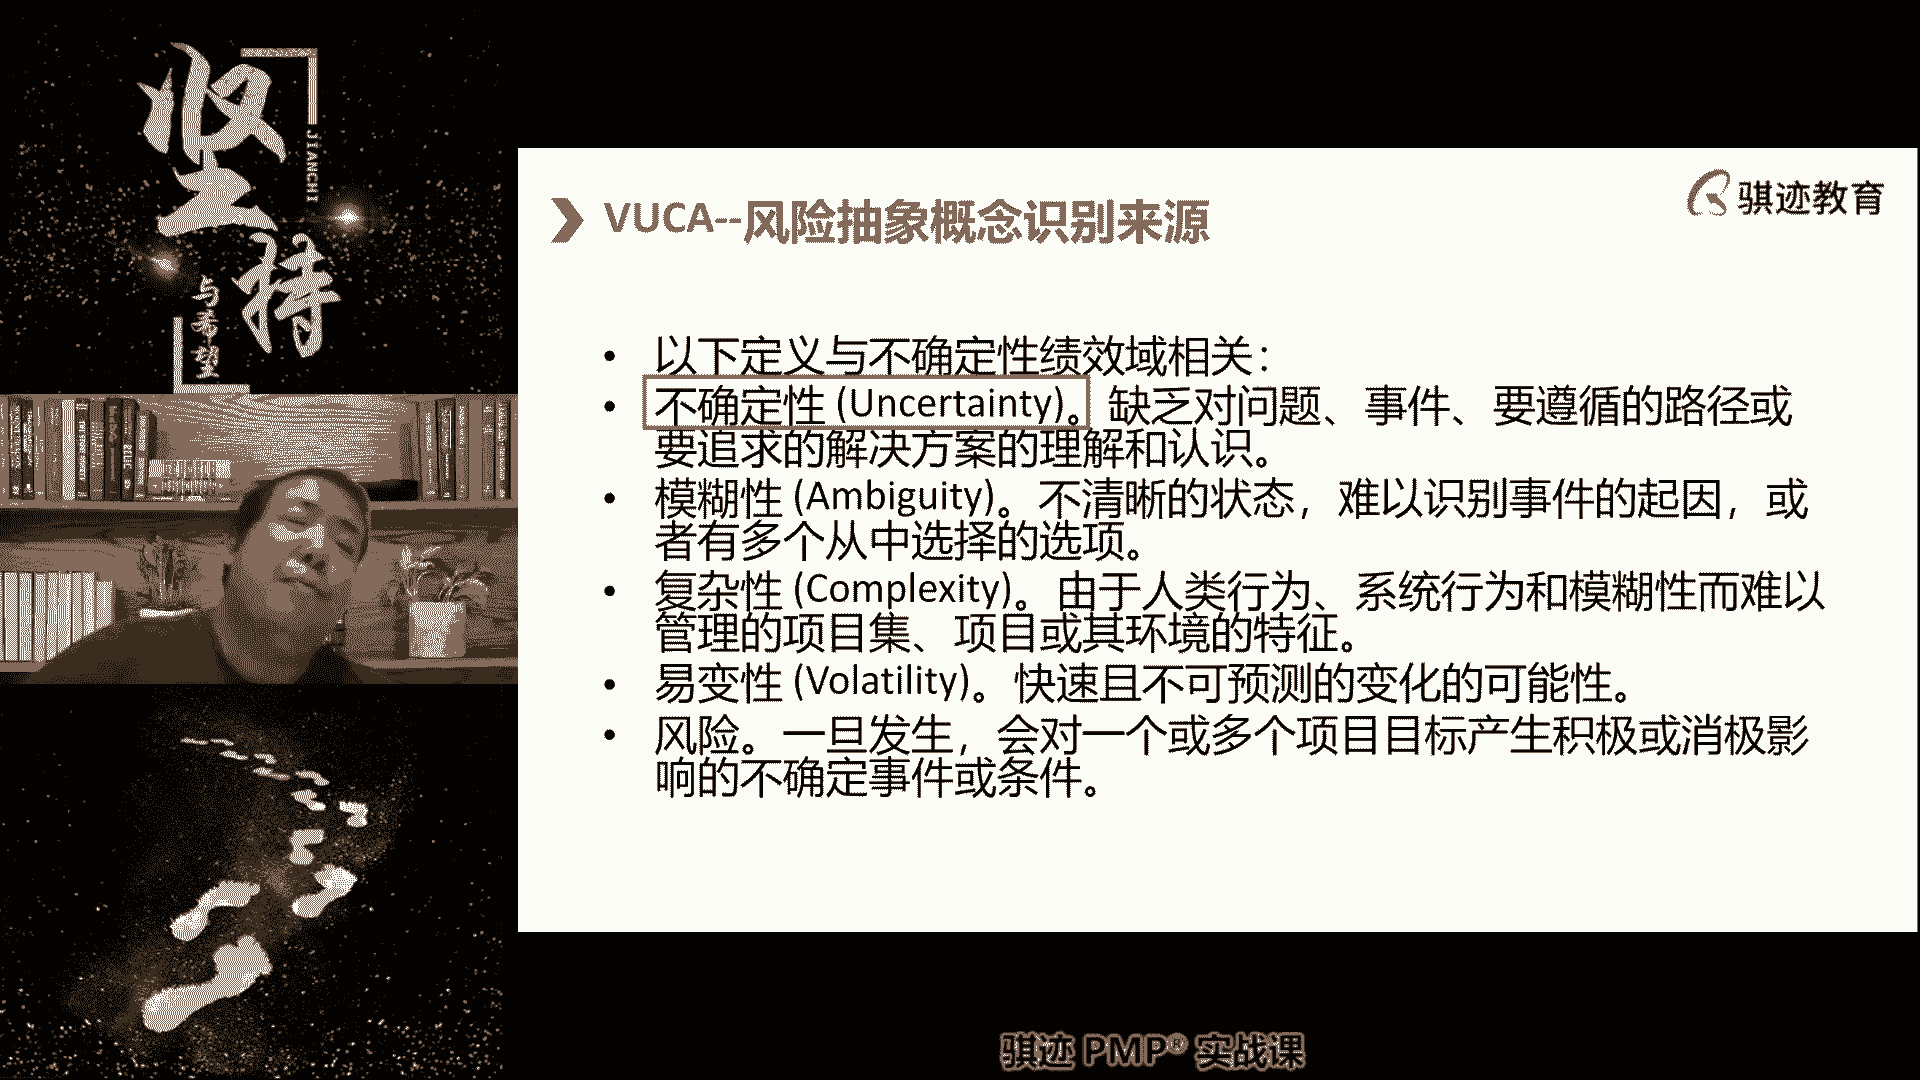 坚持
JIANCHI
与希望
骐迹教育
VUCA--风险抽象概念识别来源
• 以下定义与不确定性绩效域相关：
• 不确定性 (Uncertainty)。缺乏对问题、事件、要遵循的路径或
要追求的解决方案的理解和认识。
• 模糊性 (Ambiguity)。不清晰的状态，难以识别事件的起因，或
者有多个从中选择的选项。
• 复杂性 (Complexity)。由于人类行为、系统行为和模糊性而难以
管理的项目集、项目或其环境的特征。
• 易变性 (Volatility)。快速且不可预测的变化的可能性。
• 风险。一旦发生，会对一个或多个项目目标产生积极或消极影
响的不确定事件或条件。
骐迹 PMP® 实战课